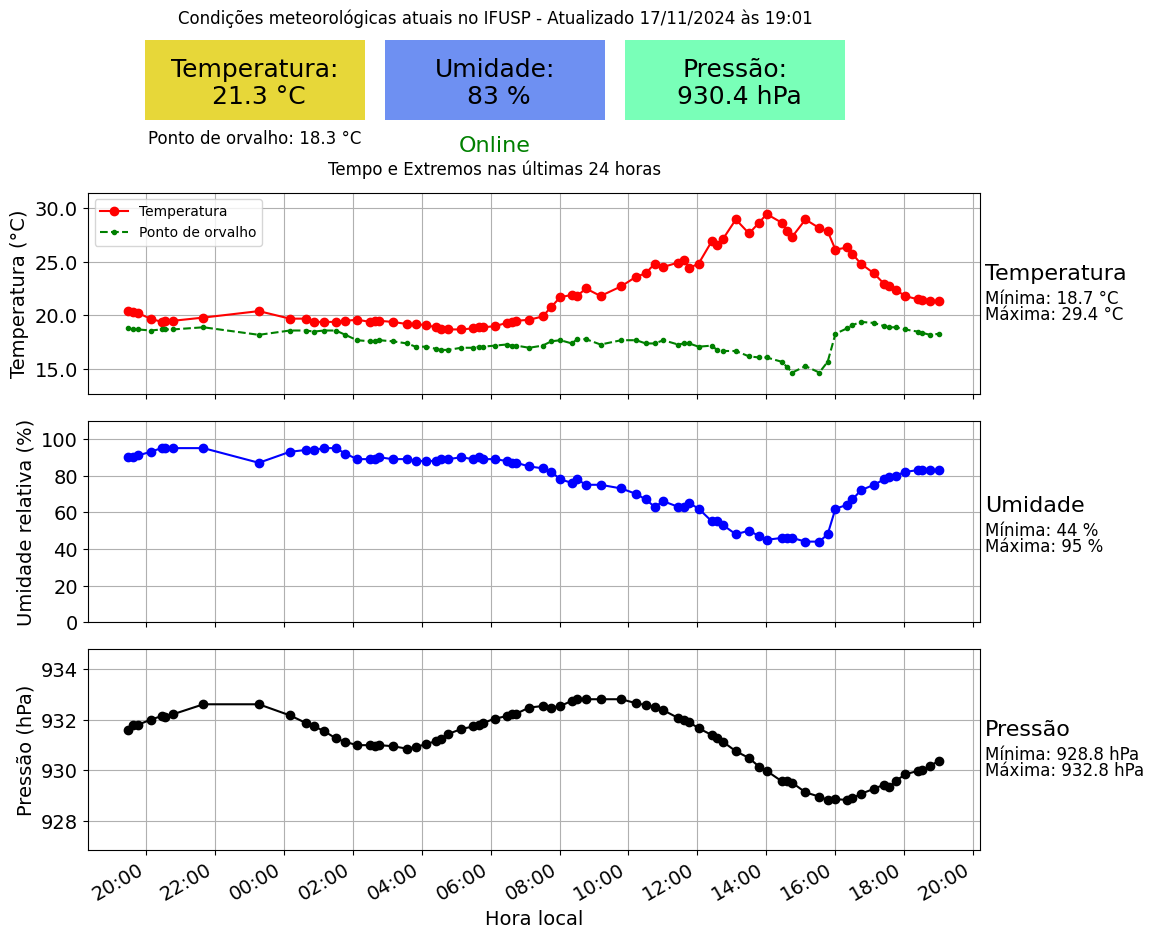 Condições meteorológicas atuais no IFUSP - Atualizado 17/11/2024 às 19:01
Temperatura:
21.3 °C
Umidade:
83 %
Pressão:
930.4 hPa
Ponto de orvalho: 18.3 °C
Online
Tempo e Extremos nas últimas 24 horas
Temperatura (°C)
30.0
25.0
20.0
15.0
Temperatura
Ponto de orvalho
Temperatura
Mínima: 18.7 °C
Máxima: 29.4 °C
Umidade relativa (%)
100
80
60
40
20
0
Umidade
Mínima: 44 %
Máxima: 95 %
Pressão (hPa)
934
932
930
928
Pressão
Mínima: 928.8 hPa
Máxima: 932.8 hPa
20:00 22:00 00:00 02:00 04:00 06:00 08:00 10:00 12:00 14:00 16:00 18:00 20:00
Hora local